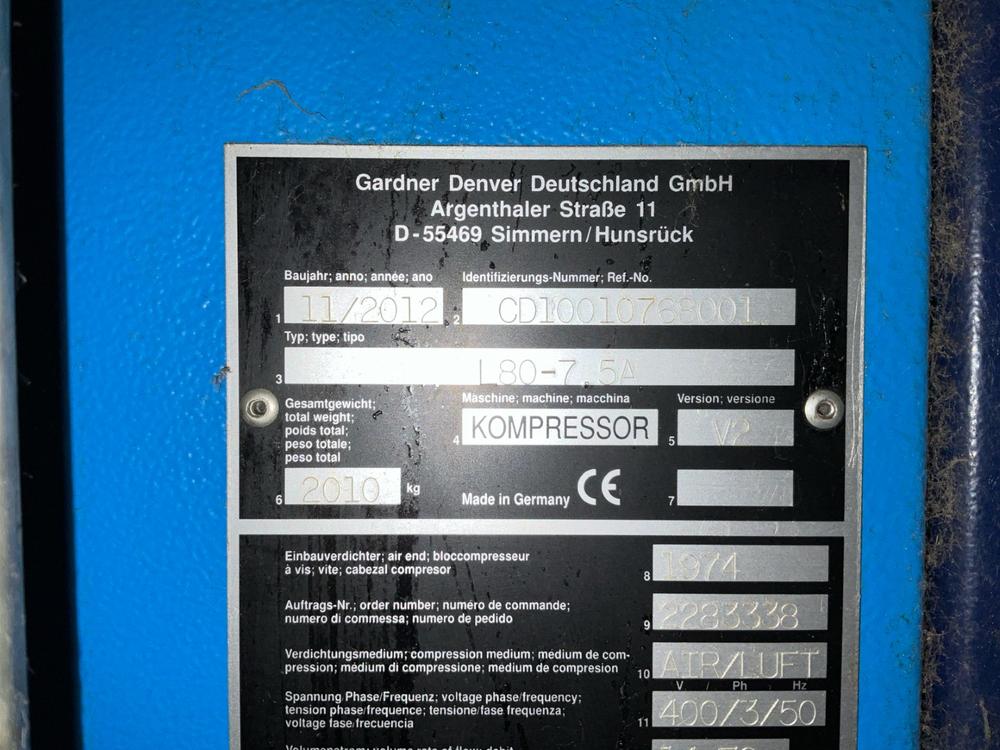 Gardner Denver Deutschland GmbH
Argenthaler Straße 11
D-55469 Simmern/Hunsrück
Baujahr; anno; année; ano Identifizierungs-Nummer; Ref.-No.
1 11/2012 2 CD10010768001
Typ; type; tipo
3 L80-7.5A
Gesamtgewicht; Maschine; machine; macchina Version; versione
total weight;
poids total; 4 KOMPRESSOR 5 V2
peso totale;
peso total
6 2010 kg Made in Germany CE 7
Einbauverdichter; air end; bloccompresseur
à vis; vite; cabezal compresor 8 1974
Auftrags-Nr.; order number; numéro de commande;
numero di commessa; numero de pedido 9 2283338
Verdichtungsmedium; compression medium; médium de com-
pression; medium di compressione; médium de compresion 10 AIR/LUFT
V / Ph / Hz
Spannung Phase/Frequenz; voltage phase/frequency;
tension phase/frequence; tensione/fase frequenza;
voltage fase/frecuencia 11 400/3/50